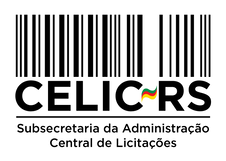 CELIC RS
Subsecretaria da Administração
Central de Licitações